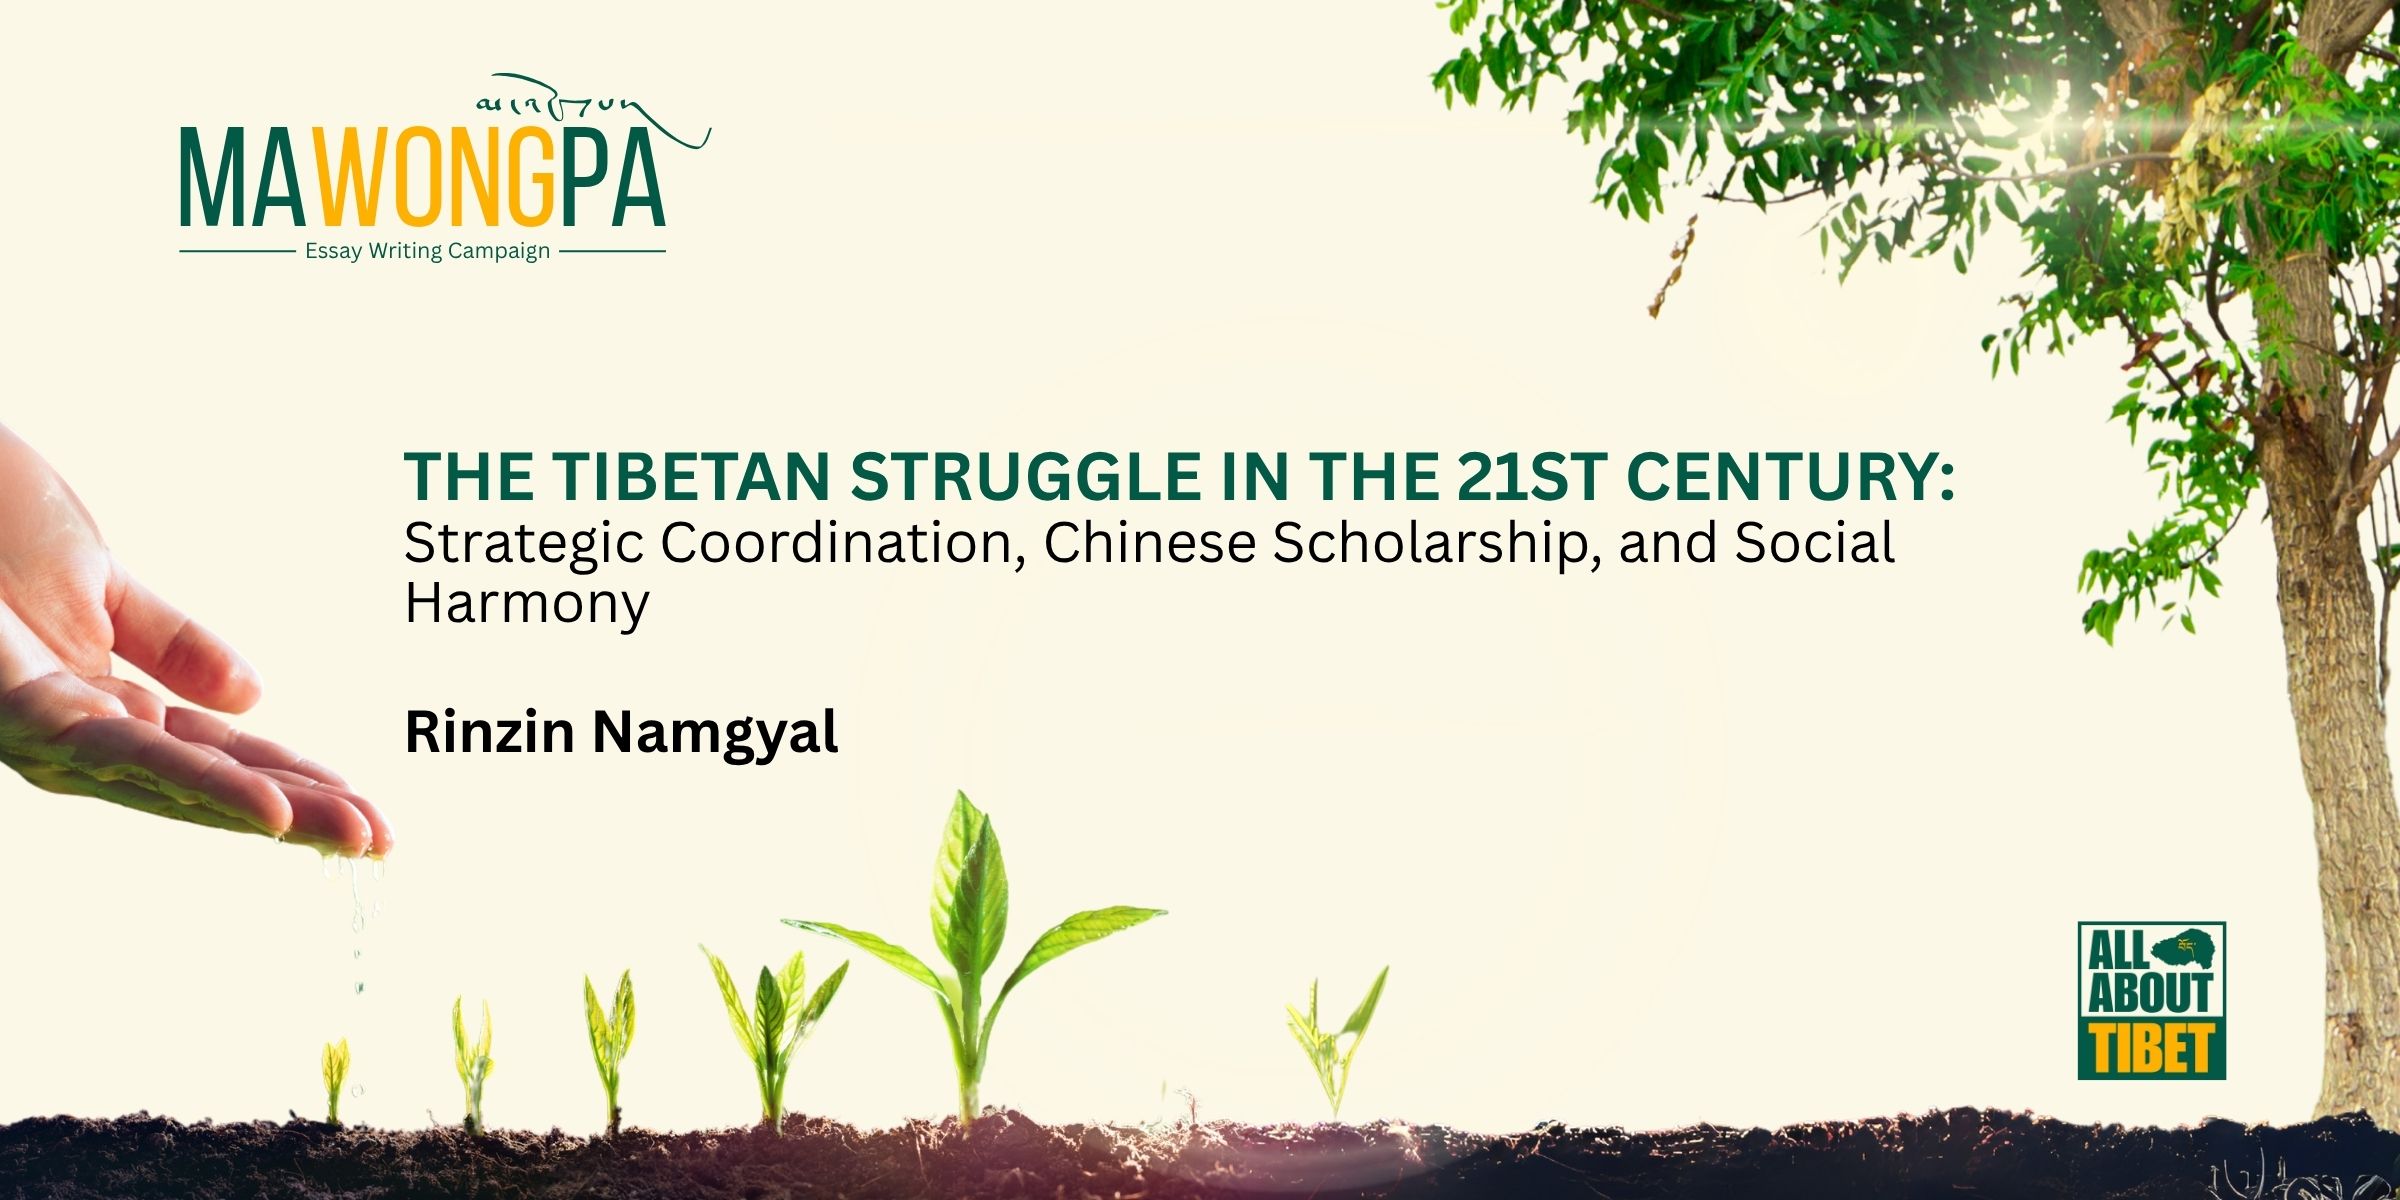 MAWONGPA
Essay Writing Campaign
THE TIBETAN STRUGGLE IN THE 21ST CENTURY:
Strategic Coordination, Chinese Scholarship, and Social
Harmony
Rinzin Namgyal
ALL
ABOUT
TIBET
བོད་